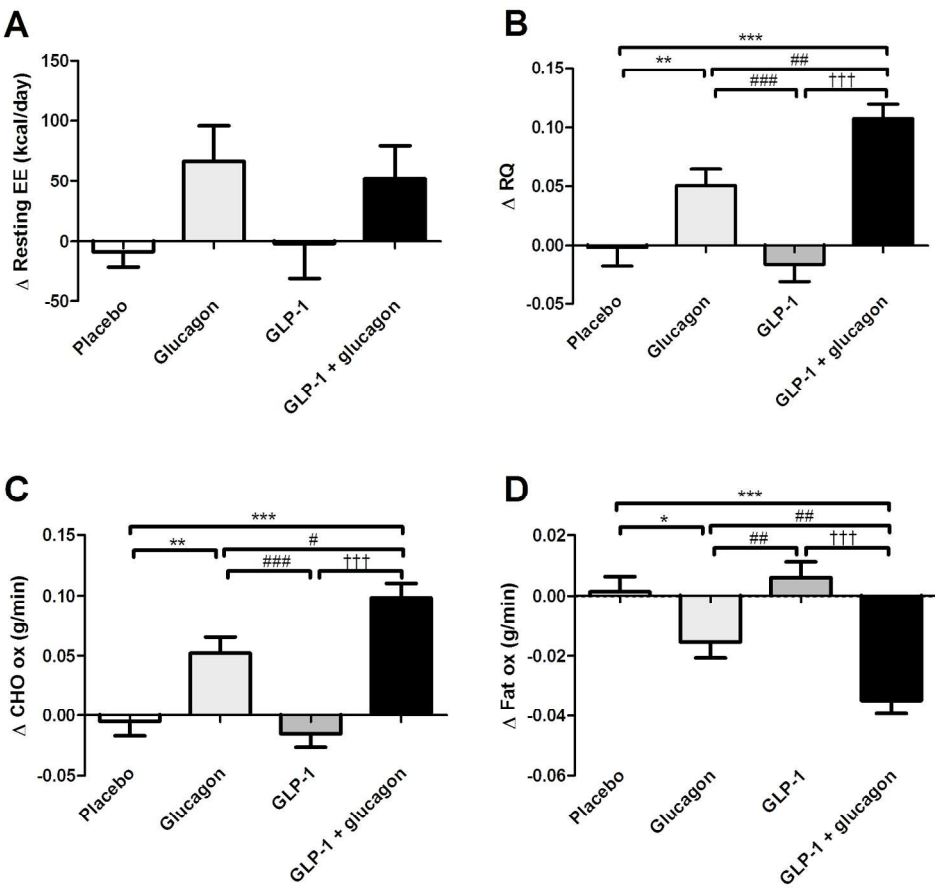 A
Δ Resting EE (kcal/day)
150
100
50
0
-50
Placebo
Glucagon
GLP-1
GLP-1 + glucagon
B
Δ RQ
0.15
0.10
0.05
0.00
-0.05
***
**
##
###
†††
Placebo
Glucagon
GLP-1
GLP-1 + glucagon
C
Δ CHO ox (g/min)
0.15
0.10
0.05
0.00
-0.05
***
**
#
###
†††
Placebo
Glucagon
GLP-1
GLP-1 + glucagon
D
Δ Fat ox (g/min)
0.02
0.00
-0.02
-0.04
-0.06
***
*
##
##
†††
Placebo
Glucagon
GLP-1
GLP-1 + glucagon